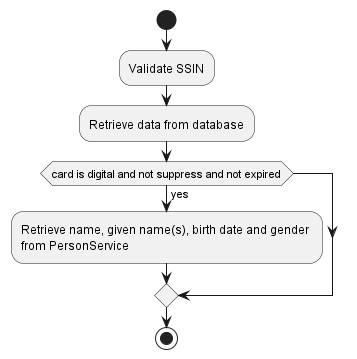 Validate SSIN
Retrieve data from database
card is digital and not suppress and not expired
yes
Retrieve name, given name(s), birth date and gender
from PersonService